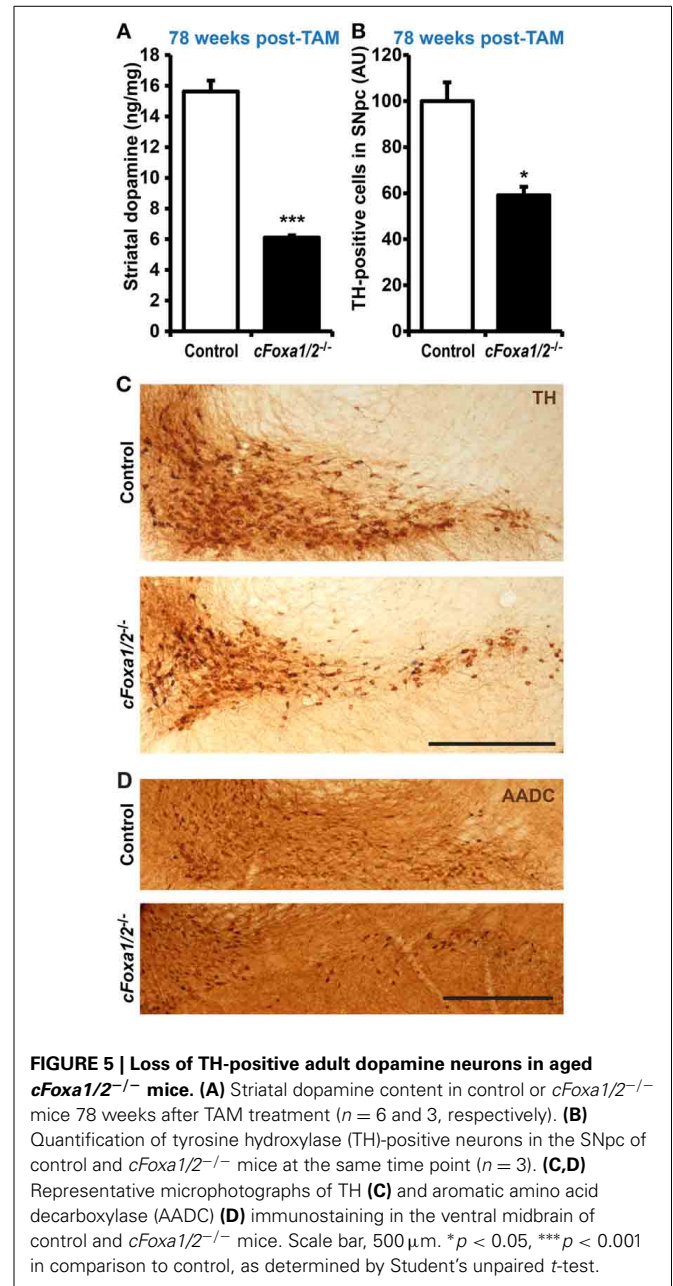 A
78 weeks post-TAM
Striatal dopamine (ng/mg)
18
16
14
12
10
8
6
4
2
0
***
Control
cFoxa1/2-/-
B
78 weeks post-TAM
TH-positive cells in SNpc (AU)
120
100
80
60
40
20
0
*
Control
cFoxa1/2-/-
C
Control
TH
cFoxa1/2-/-
D
Control
AADC
cFoxa1/2-/-
FIGURE 5 | Loss of TH-positive adult dopamine neurons in aged
cFoxa1/2−/− mice. (A) Striatal dopamine content in control or cFoxa1/2−/−
mice 78 weeks after TAM treatment (n = 6 and 3, respectively). (B)
Quantification of tyrosine hydroxylase (TH)-positive neurons in the SNpc of
control and cFoxa1/2−/− mice at the same time point (n = 3). (C,D)
Representative microphotographs of TH (C) and aromatic amino acid
decarboxylase (AADC) (D) immunostaining in the ventral midbrain of
control and cFoxa1/2−/− mice. Scale bar, 500 μm. *p < 0.05, ***p < 0.001
in comparison to control, as determined by Student's unpaired t-test.